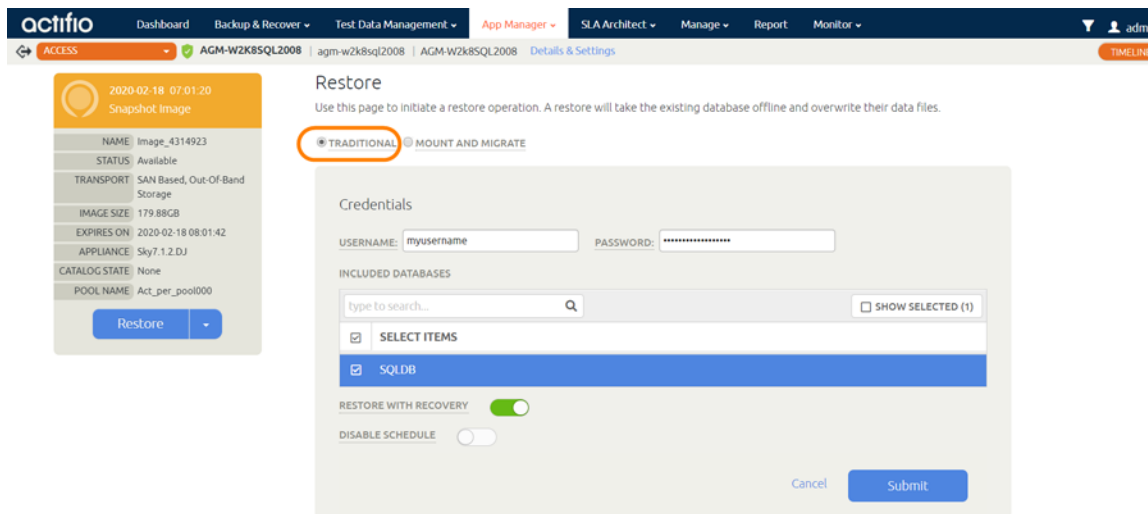 actifio Dashboard Backup & Recover Test Data Management App Manager SLA Architect Manage Report Monitor adm
ACCESS AGM-W2K8SQL2008 | agm-w2k8sql2008 | AGM-W2k8SQL2008 Details & Settings TIMELINE
2020-02-18 07:01:20
Snapshot Image
NAME Image_4314923
STATUS Available
TRANSPORT SAN Based, Out-Of-Band
Storage
IMAGE SIZE 179.88GB
EXPIRES ON 2020-02-18 08:01:42
APPLIANCE Sky7.1.2.DJ
CATALOG STATE None
POOL NAME Act_per_pool000
Restore
Restore
Use this page to initiate a restore operation. A restore will take the existing database offline and overwrite their data files.
TRADITIONAL MOUNT AND MIGRATE
Credentials
USERNAME: myusername PASSWORD: ••••••••••••••••••
INCLUDED DATABASES
type to search... SHOW SELECTED (1)
SELECT ITEMS
SQLDB
RESTORE WITH RECOVERY
DISABLE SCHEDULE
Cancel Submit